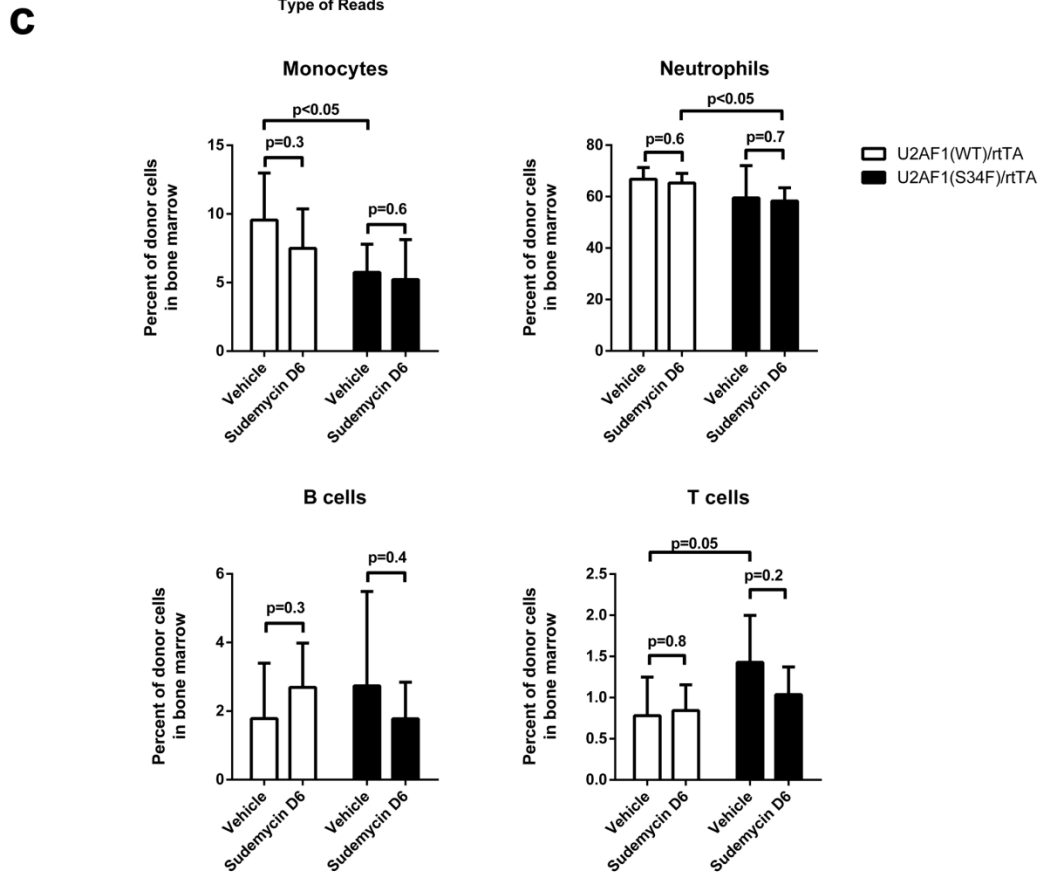 Type of Reads
c
Monocytes
p<0.05
p=0.3
p=0.6
15
10
5
0
Percent of donor cells
in bone marrow
Vehicle
Sudemycin D6
Vehicle
Sudemycin D6
Neutrophils
p<0.05
p=0.6
p=0.7
80
60
40
20
0
Percent of donor cells
in bone marrow
Vehicle
Sudemycin D6
Vehicle
Sudemycin D6
U2AF1(WT)/rtTA
U2AF1(S34F)/rtTA
B cells
p=0.4
p=0.3
6
4
2
0
Percent of donor cells
in bone marrow
Vehicle
Sudemycin D6
Vehicle
Sudemycin D6
T cells
p=0.05
p=0.2
p=0.8
2.5
2.0
1.5
1.0
0.5
0.0
Percent of donor cells
in bone marrow
Vehicle
Sudemycin D6
Vehicle
Sudemycin D6